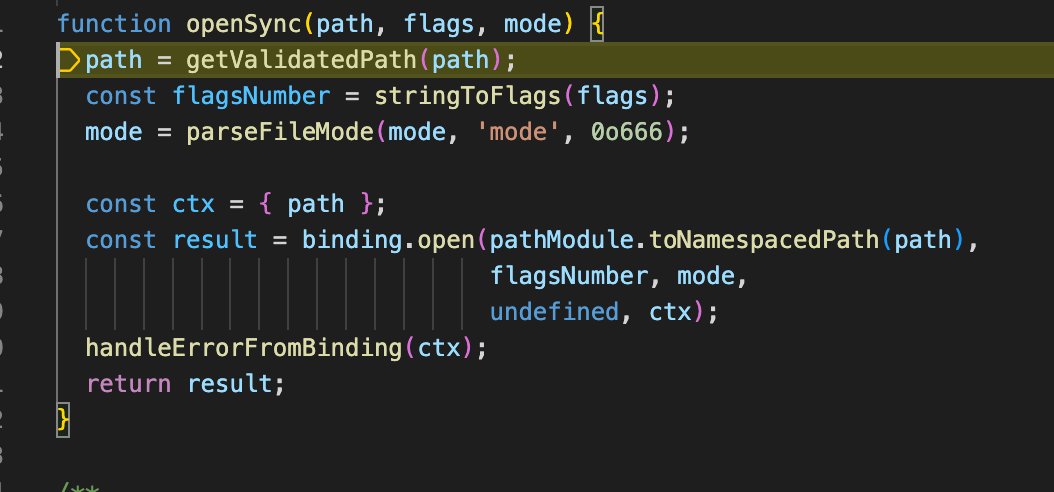 function openSync(path, flags, mode) {
path = getValidatedPath(path);
const flagsNumber = stringToFlags(flags);
mode = parseFileMode(mode, 'mode', 0o666);
const ctx = { path };
const result = binding.open(pathModule.toNamespacedPath(path),
flagsNumber, mode,
undefined, ctx);
handleErrorFromBinding(ctx);
return result;
}
/**